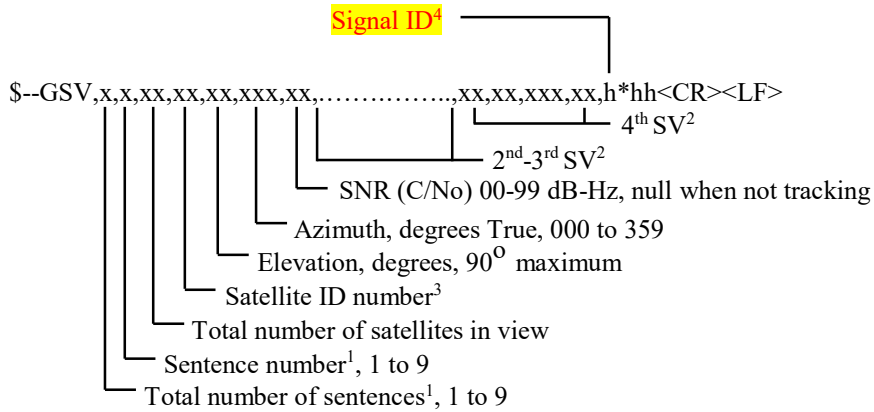 Signal ID⁴
$--GSV,x,x,xx,xx,xx,xxx,xx,……..……..,xx,xx,xxx,xx,h*hh<CR><LF>
4th SV²
2nd-3rd SV²
SNR (C/No) 00-99 dB-Hz, null when not tracking
Azimuth, degrees True, 000 to 359
Elevation, degrees, 90° maximum
Satellite ID number³
Total number of satellites in view
Sentence number¹, 1 to 9
Total number of sentences¹, 1 to 9